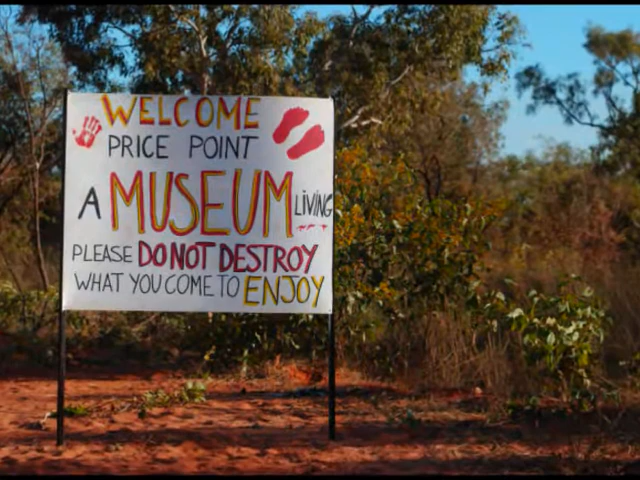 WELCOME
PRICE POINT
A MUSEUM LIVING
PLEASE DO NOT DESTROY
WHAT YOU COME TO ENJOY